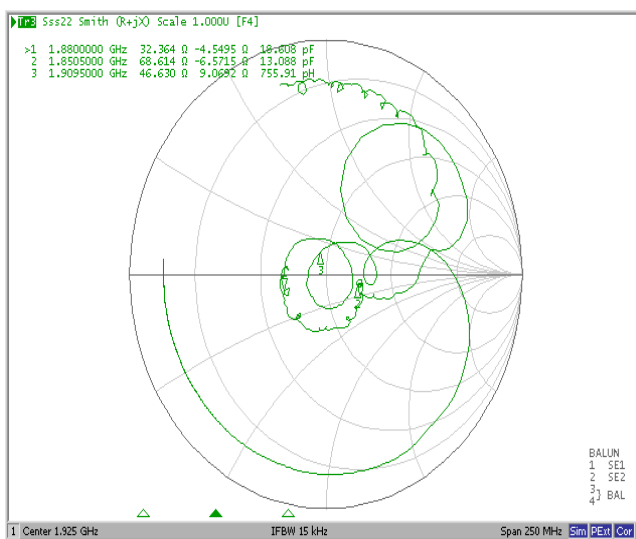 Tr3 Sss22 Smith (R+jX) Scale 1.000U [F4]
>1 1.8800000 GHz 32.364 Ω -4.5495 Ω 18.608 pF
2 1.8505000 GHz 68.614 Ω -6.5715 Ω 13.088 pF
3 1.9095000 GHz 46.630 Ω 9.0692 Ω 755.91 pH
3
BALUN
1 SE1
2 SE2
3
4 BAL
1 Center 1.925 GHz IFBW 15 kHz Span 250 MHz Sim PExt Cor